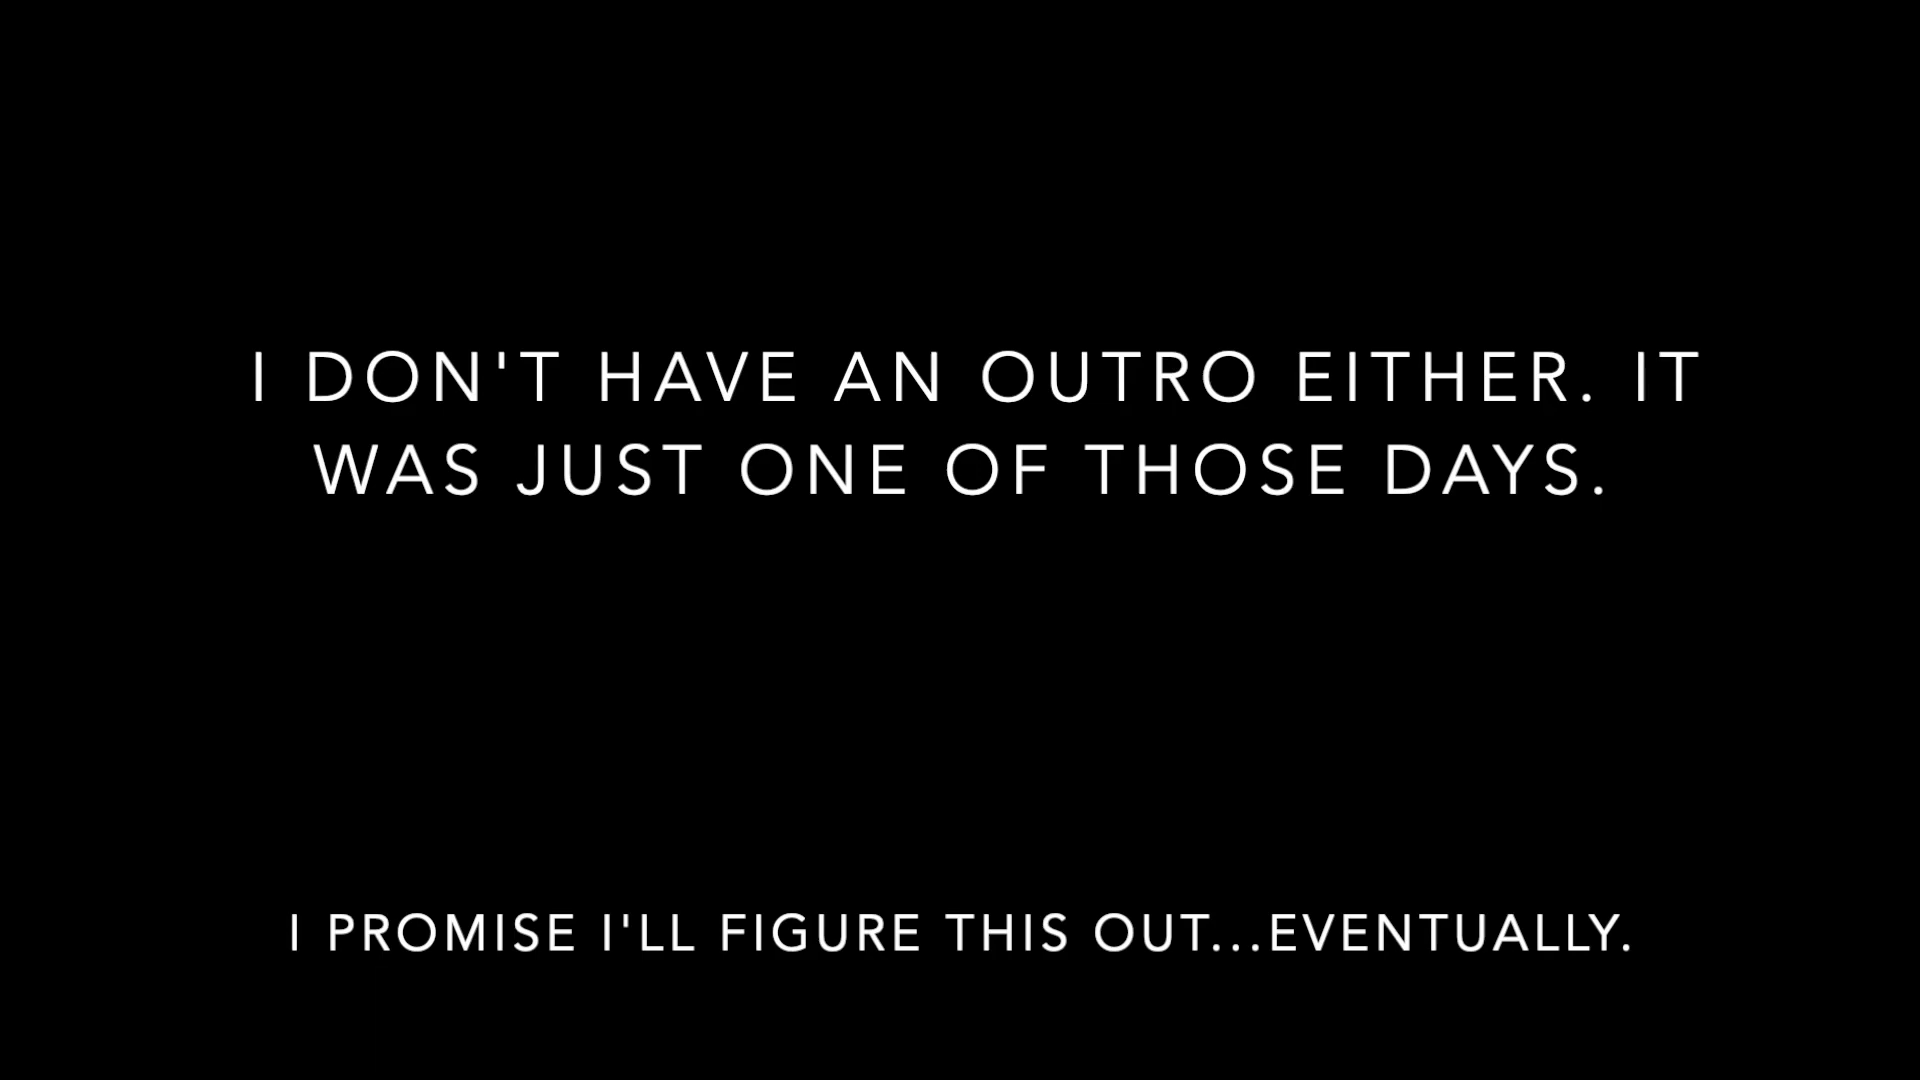 I DON'T HAVE AN OUTRO EITHER. IT
WAS JUST ONE OF THOSE DAYS.
I PROMISE I'LL FIGURE THIS OUT...EVENTUALLY.